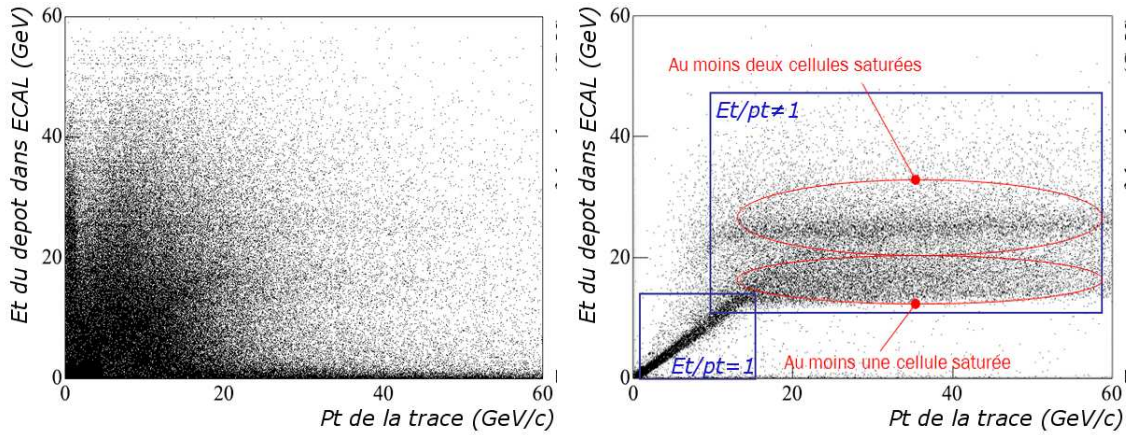 Et du depot dans ECAL (GeV)
60
40
20
0
0
20
40
60
Pt de la trace (GeV/c)
Et du depot dans ECAL (GeV)
60
40
20
0
Au moins deux cellules saturées
Et/pt≠1
Et/pt=1
Au moins une cellule saturée
0
20
40
60
Pt de la trace (GeV/c)